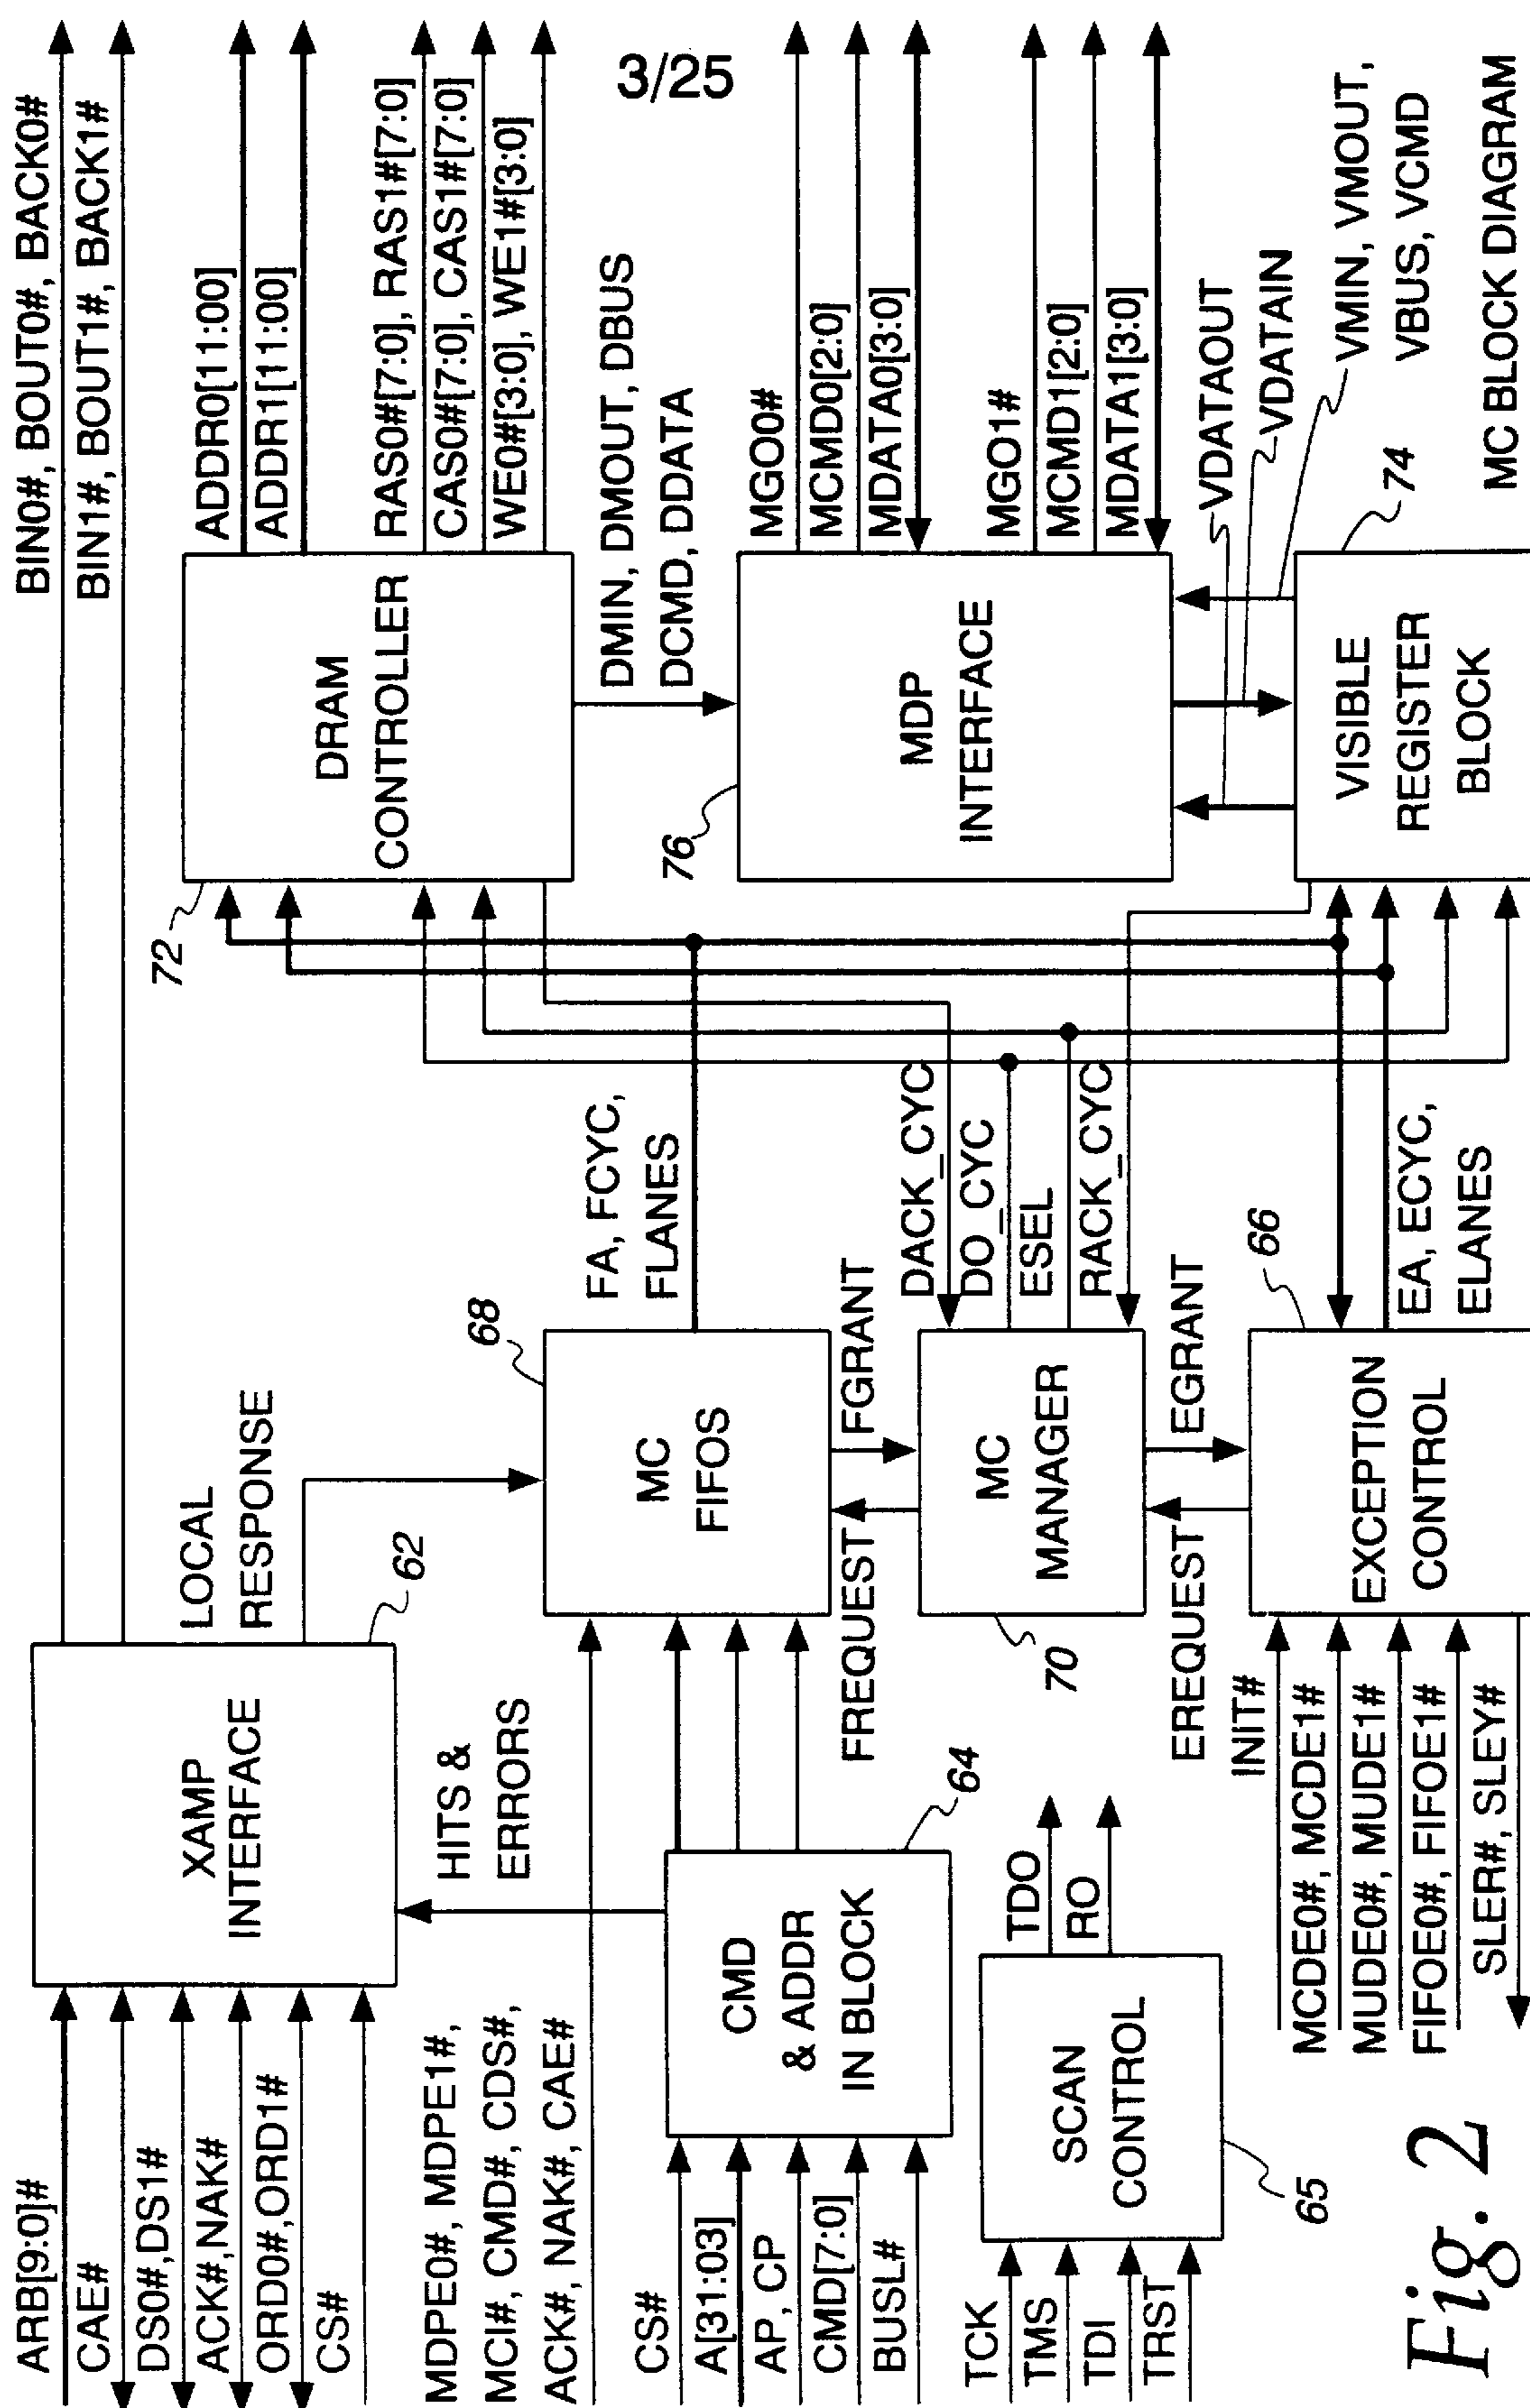 3/25
ARB[9:0]#
CAE#
DS0#,DS1#
ACK#,NAK#
ORD0#,ORD1#
CS#
XAMP
INTERFACE
62
LOCAL
RESPONSE
BIN0#, BOUT0#, BACK0#
BIN1#, BOUT1#, BACK1#
HITS &
ERRORS
MDPE0#, MDPE1#,
MCI#, CMD#, CDS#,
ACK#, NAK#, CAE#
CS#
A[31:03]
AP, CP
CMD[7:0]
BUSL#
CMD
& ADDR
IN BLOCK
64
TCK
TMS
TDI
TRST
SCAN
CONTROL
65
TDO
RO
68
MC
FIFOS
FA, FCYC,
FLANES
FREQUEST
FGRANT
MC
MANAGER
70
DACK_CYC
DO_CYC
ESEL
RACK_CYC
EREQUEST
EGRANT
INIT#
MCDE0#, MCDE1#
MUDE0#, MUDE1#
FIFOE0#, FIFOE1#
SLER#, SLEY#
EXCEPTION
CONTROL
66
EA, ECYC,
ELANES
72
DRAM
CONTROLLER
ADDR0[11:00]
ADDR1[11:00]
RAS0#[7:0], RAS1#[7:0]
CAS0#[7:0], CAS1#[7:0]
WE0#[3:0], WE1#[3:0]
DMIN, DMOUT, DBUS
DCMD, DDATA
76
MDP
INTERFACE
MGO0#
MCMD0[2:0]
MDATA0[3:0]
MGO1#
MCMD1[2:0]
MDATA1[3:0]
VDATAOUT
VDATAIN
VMIN, VMOUT,
VBUS, VCMD
VISIBLE
REGISTER
BLOCK
74
MC BLOCK DIAGRAM
Fig. 2